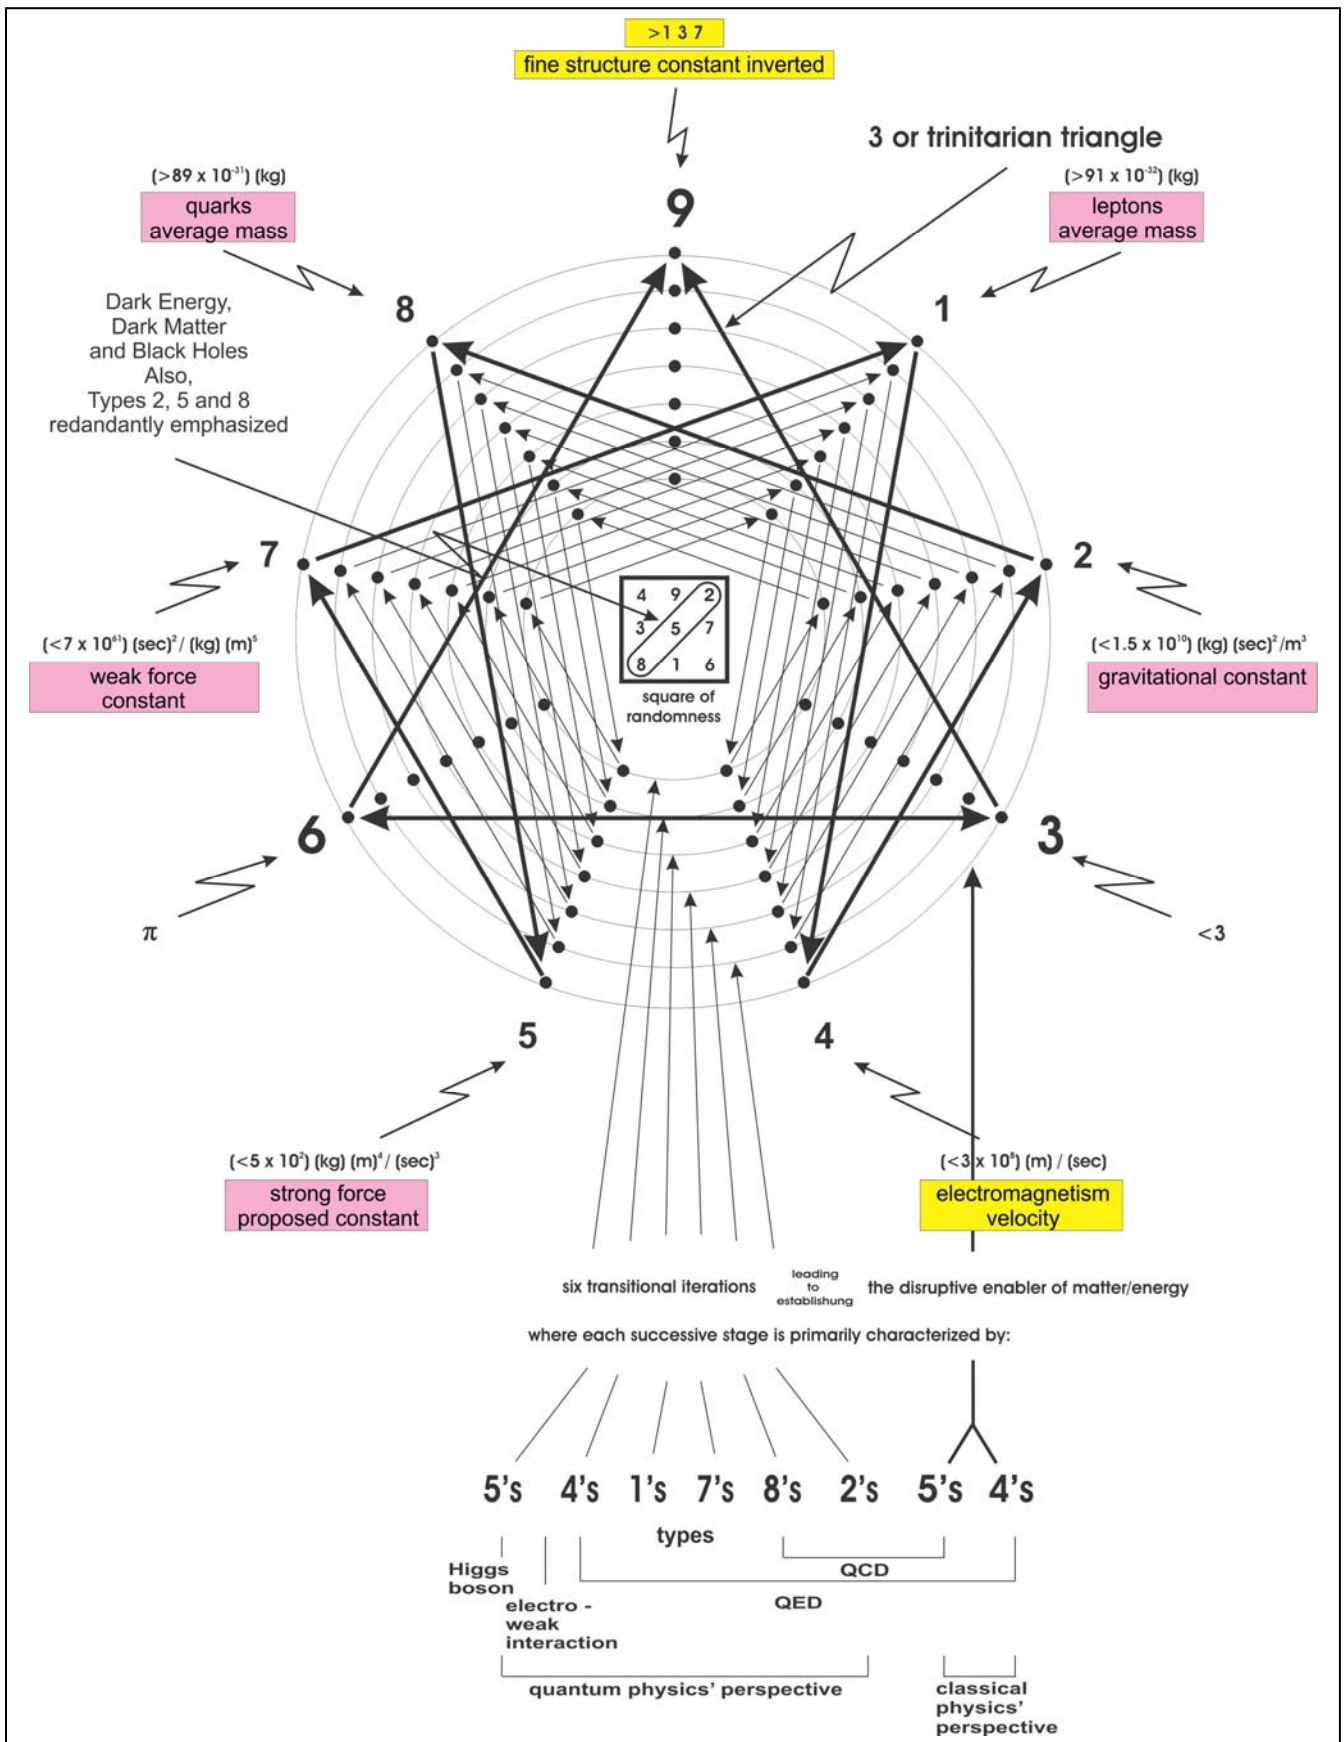 >1 3 7
fine structure constant inverted
3 or trinitarian triangle
(>89 x 10⁻³¹) (kg)
quarks
average mass
(>91 x 10⁻³²) (kg)
leptons
average mass
9
8
1
Dark Energy,
Dark Matter
and Black Holes
Also,
Types 2, 5 and 8
redandantly emphasized
7
2
4 9 2
3 5 7
8 1 6
square of
randomness
(<7 x 10⁶¹) (sec)²/ (kg) (m)⁵
weak force
constant
(<1.5 x 10¹⁰) (kg) (sec)²/m³
gravitational constant
6
3
π
<3
5
4
(<5 x 10²) (kg) (m)⁴/ (sec)³
strong force
proposed constant
(<3 x 10⁸) (m) / (sec)
electromagnetism
velocity
six transitional iterations
leading
to
establishung
the disruptive enabler of matter/energy
where each successive stage is primarily characterized by:
5's 4's 1's 7's 8's 2's 5's 4's
types
Higgs
boson
QCD
electro -
weak
interaction
QED
quantum physics' perspective
classical
physics'
perspective